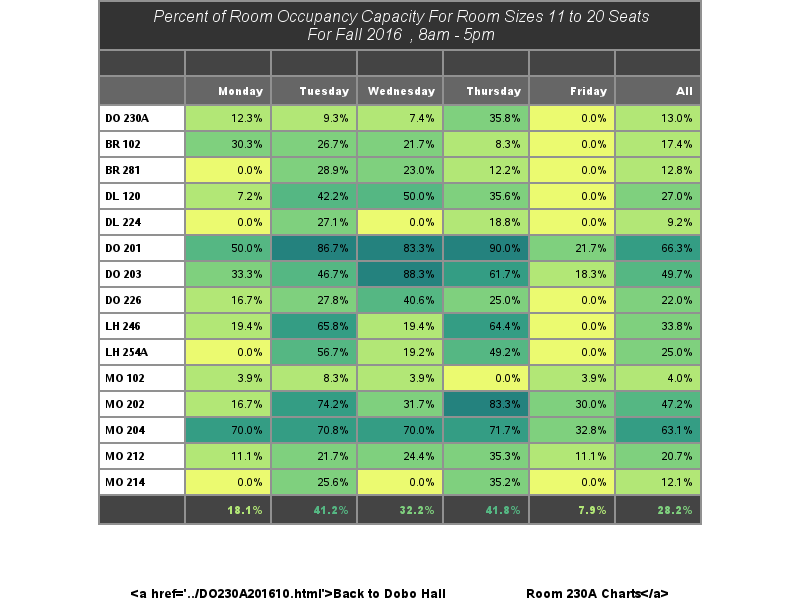 Percent of Room Occupancy Capacity For Room Sizes 11 to 20 Seats
For Fall 2016 , 8am - 5pm
Monday Tuesday Wednesday Thursday Friday All
DO 230A 12.3% 9.3% 7.4% 35.8% 0.0% 13.0%
BR 102 30.3% 26.7% 21.7% 8.3% 0.0% 17.4%
BR 281 0.0% 28.9% 23.0% 12.2% 0.0% 12.8%
DL 120 7.2% 42.2% 50.0% 35.6% 0.0% 27.0%
DL 224 0.0% 27.1% 0.0% 18.8% 0.0% 9.2%
DO 201 50.0% 86.7% 83.3% 90.0% 21.7% 66.3%
DO 203 33.3% 46.7% 88.3% 61.7% 18.3% 49.7%
DO 226 16.7% 27.8% 40.6% 25.0% 0.0% 22.0%
LH 246 19.4% 65.8% 19.4% 64.4% 0.0% 33.8%
LH 254A 0.0% 56.7% 19.2% 49.2% 0.0% 25.0%
MO 102 3.9% 8.3% 3.9% 0.0% 3.9% 4.0%
MO 202 16.7% 74.2% 31.7% 83.3% 30.0% 47.2%
MO 204 70.0% 70.8% 70.0% 71.7% 32.8% 63.1%
MO 212 11.1% 21.7% 24.4% 35.3% 11.1% 20.7%
MO 214 0.0% 25.6% 0.0% 35.2% 0.0% 12.1%
18.1% 41.2% 32.2% 41.8% 7.9% 28.2%
<a href='../DO230A201610.html'>Back to Dobo Hall Room 230A Charts</a>